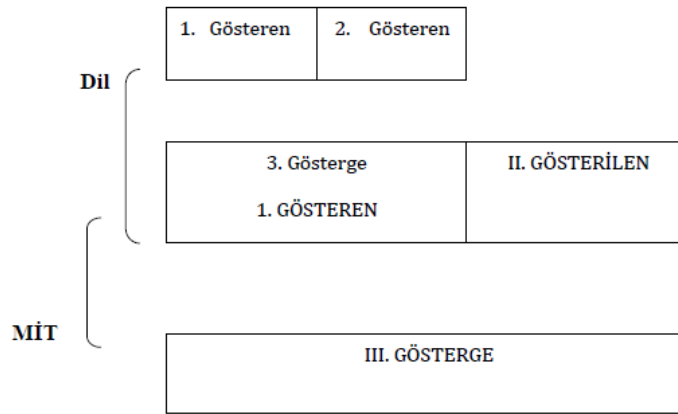 1. Gösteren
2. Gösteren
Dil
3. Gösterge
II. GÖSTERİLEN
1. GÖSTEREN
MİT
III. GÖSTERGE